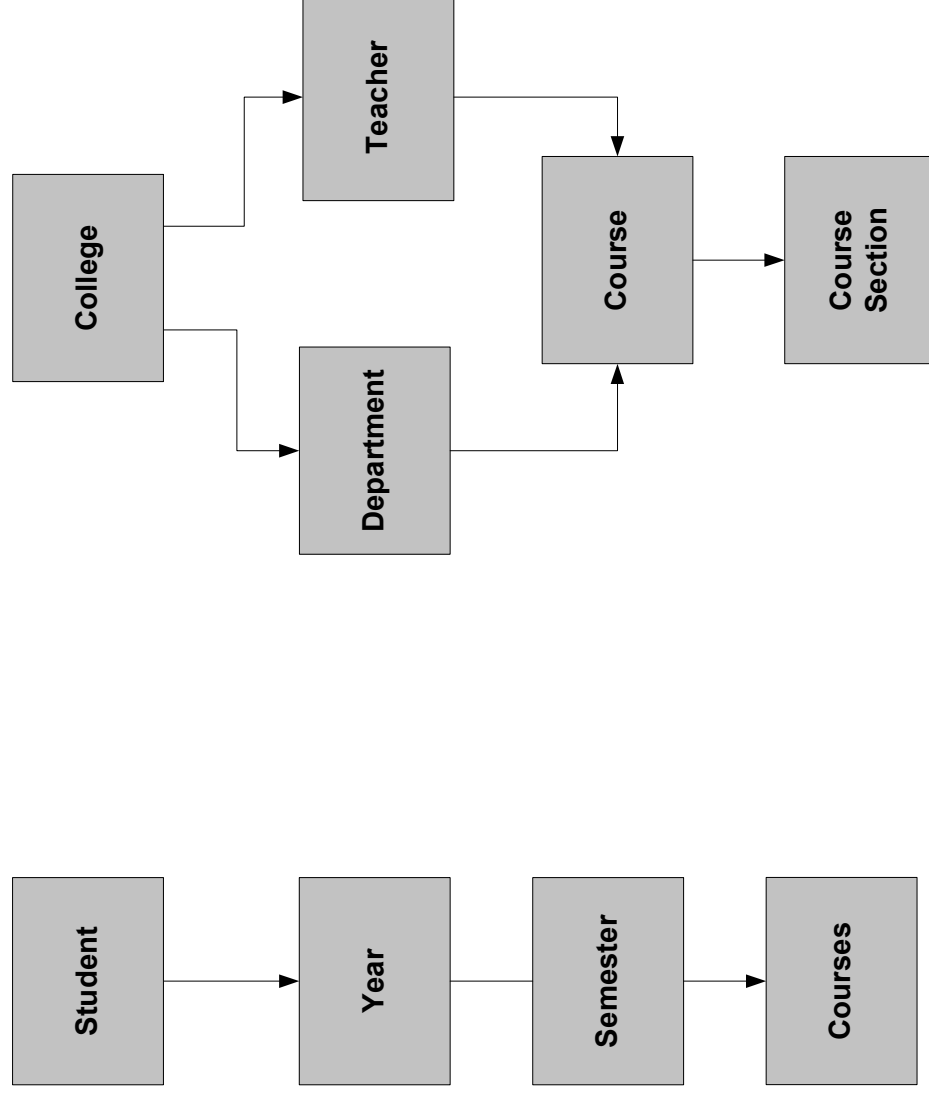 Student
Year
Semester
Courses
College
Department
Teacher
Course
Course
Section